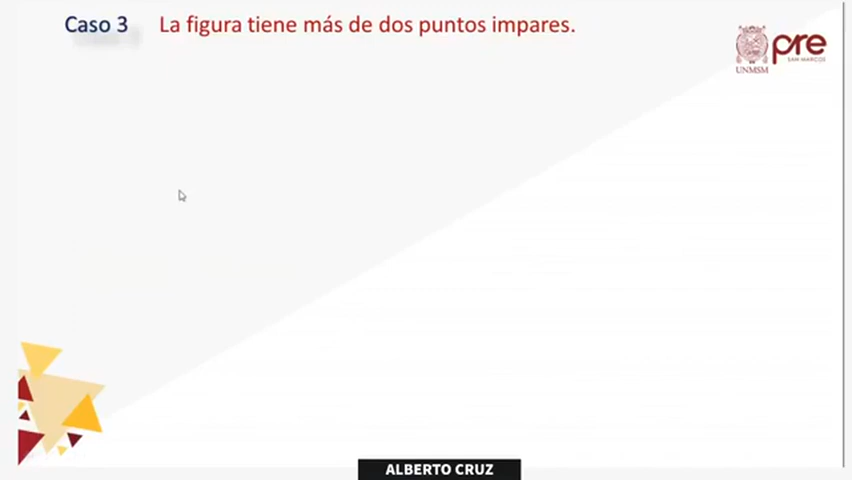 Caso 3 La figura tiene más de dos puntos impares.
UNMSM
pre
SAN MARCOS
ALBERTO CRUZ